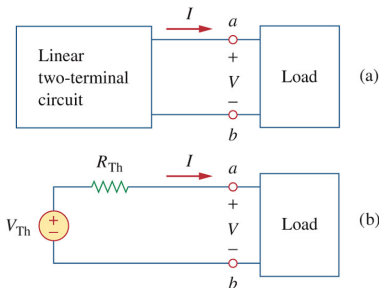 I
a
Linear
two-terminal
circuit
+
V
−
Load
(a)
b
R_Th
I
a
V_Th
+
−
+
V
−
Load
(b)
b